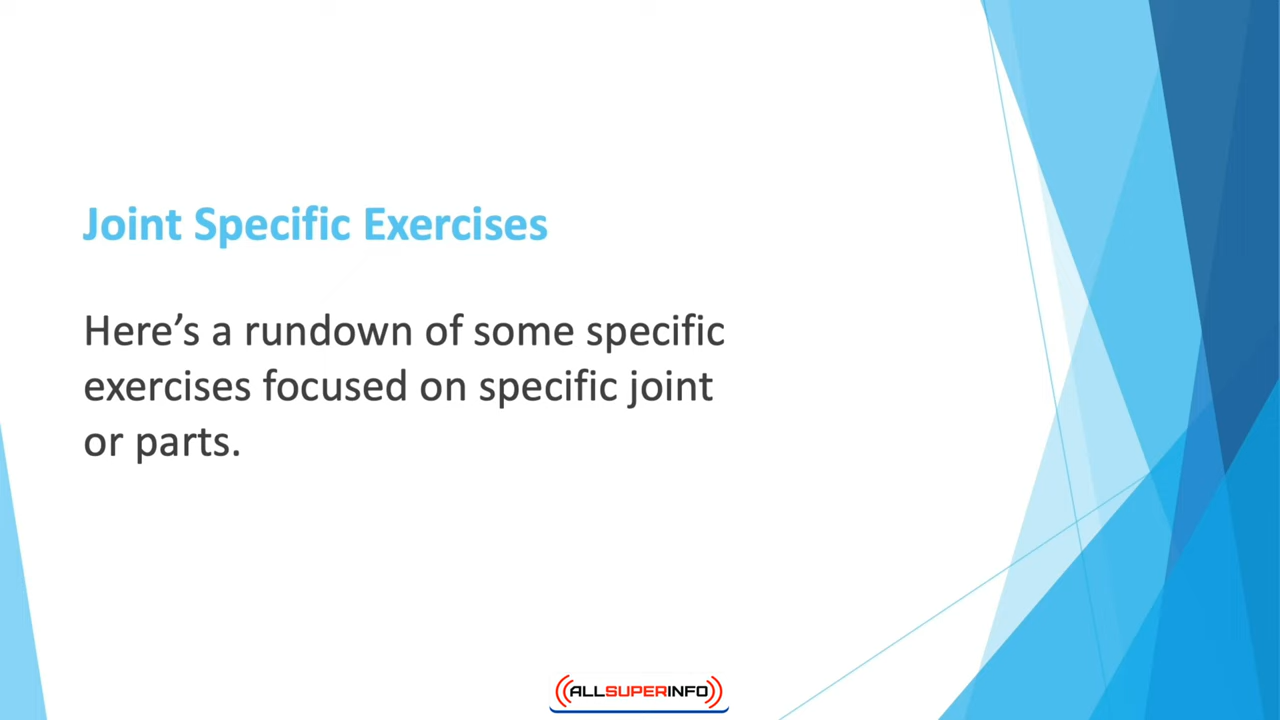 Joint Specific Exercises
Here’s a rundown of some specific
exercises focused on specific joint
or parts.
ALLSUPERINFO